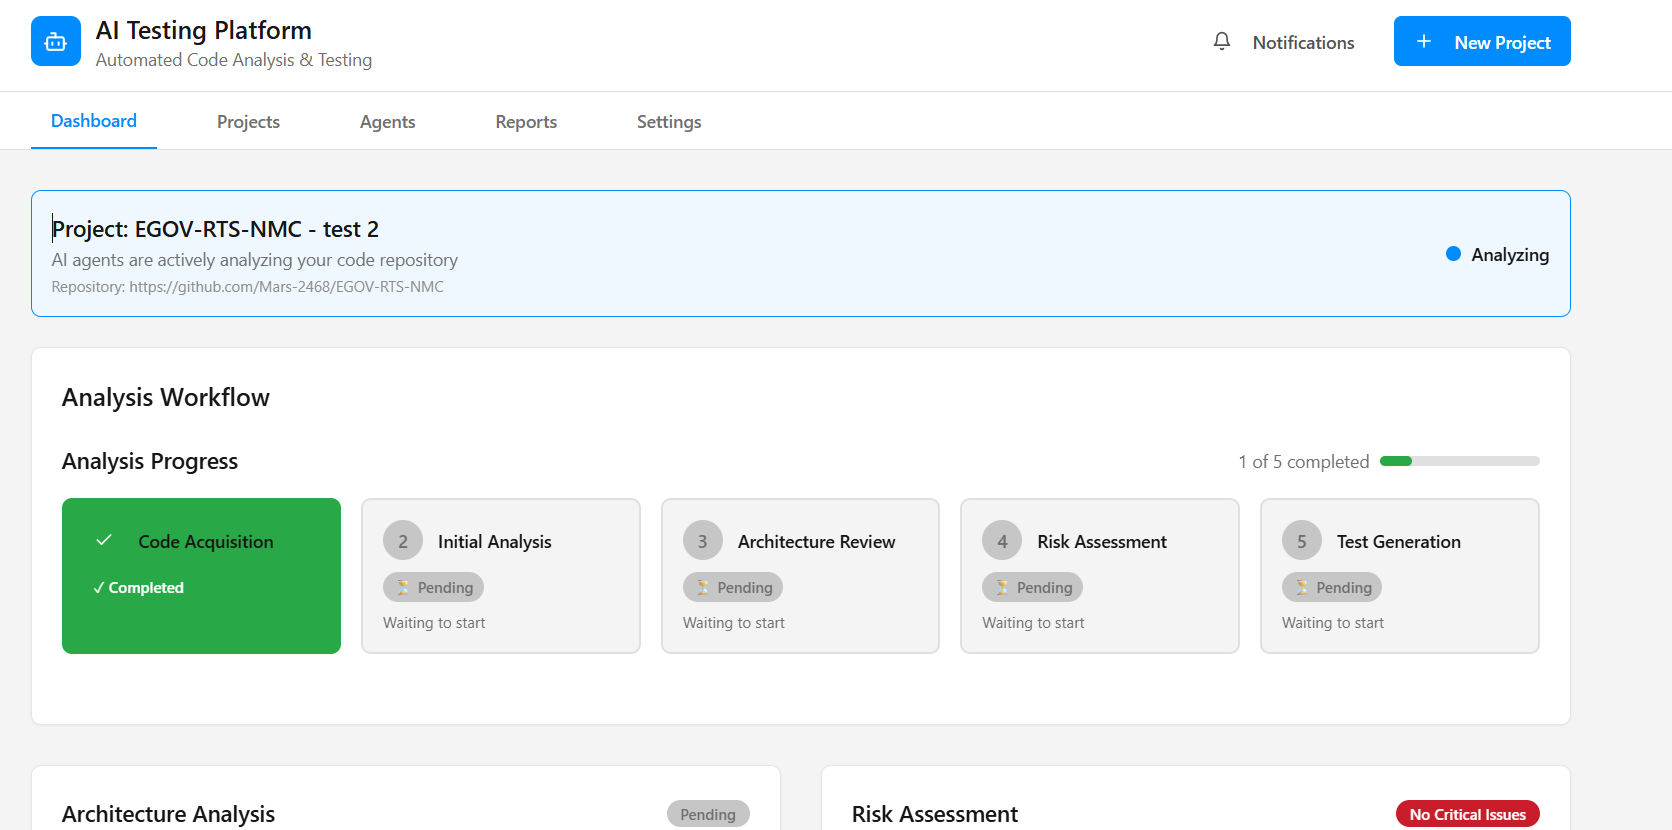 AI Testing Platform
Automated Code Analysis & Testing
Notifications
+ New Project
Dashboard
Projects
Agents
Reports
Settings
Project: EGOV-RTS-NMC - test 2
AI agents are actively analyzing your code repository
Repository: https://github.com/Mars-2468/EGOV-RTS-NMC
Analyzing
Analysis Workflow
Analysis Progress
1 of 5 completed
✓ Code Acquisition
✓ Completed
2 Initial Analysis
⏳ Pending
Waiting to start
3 Architecture Review
⏳ Pending
Waiting to start
4 Risk Assessment
⏳ Pending
Waiting to start
5 Test Generation
⏳ Pending
Waiting to start
Architecture Analysis
Pending
Risk Assessment
No Critical Issues